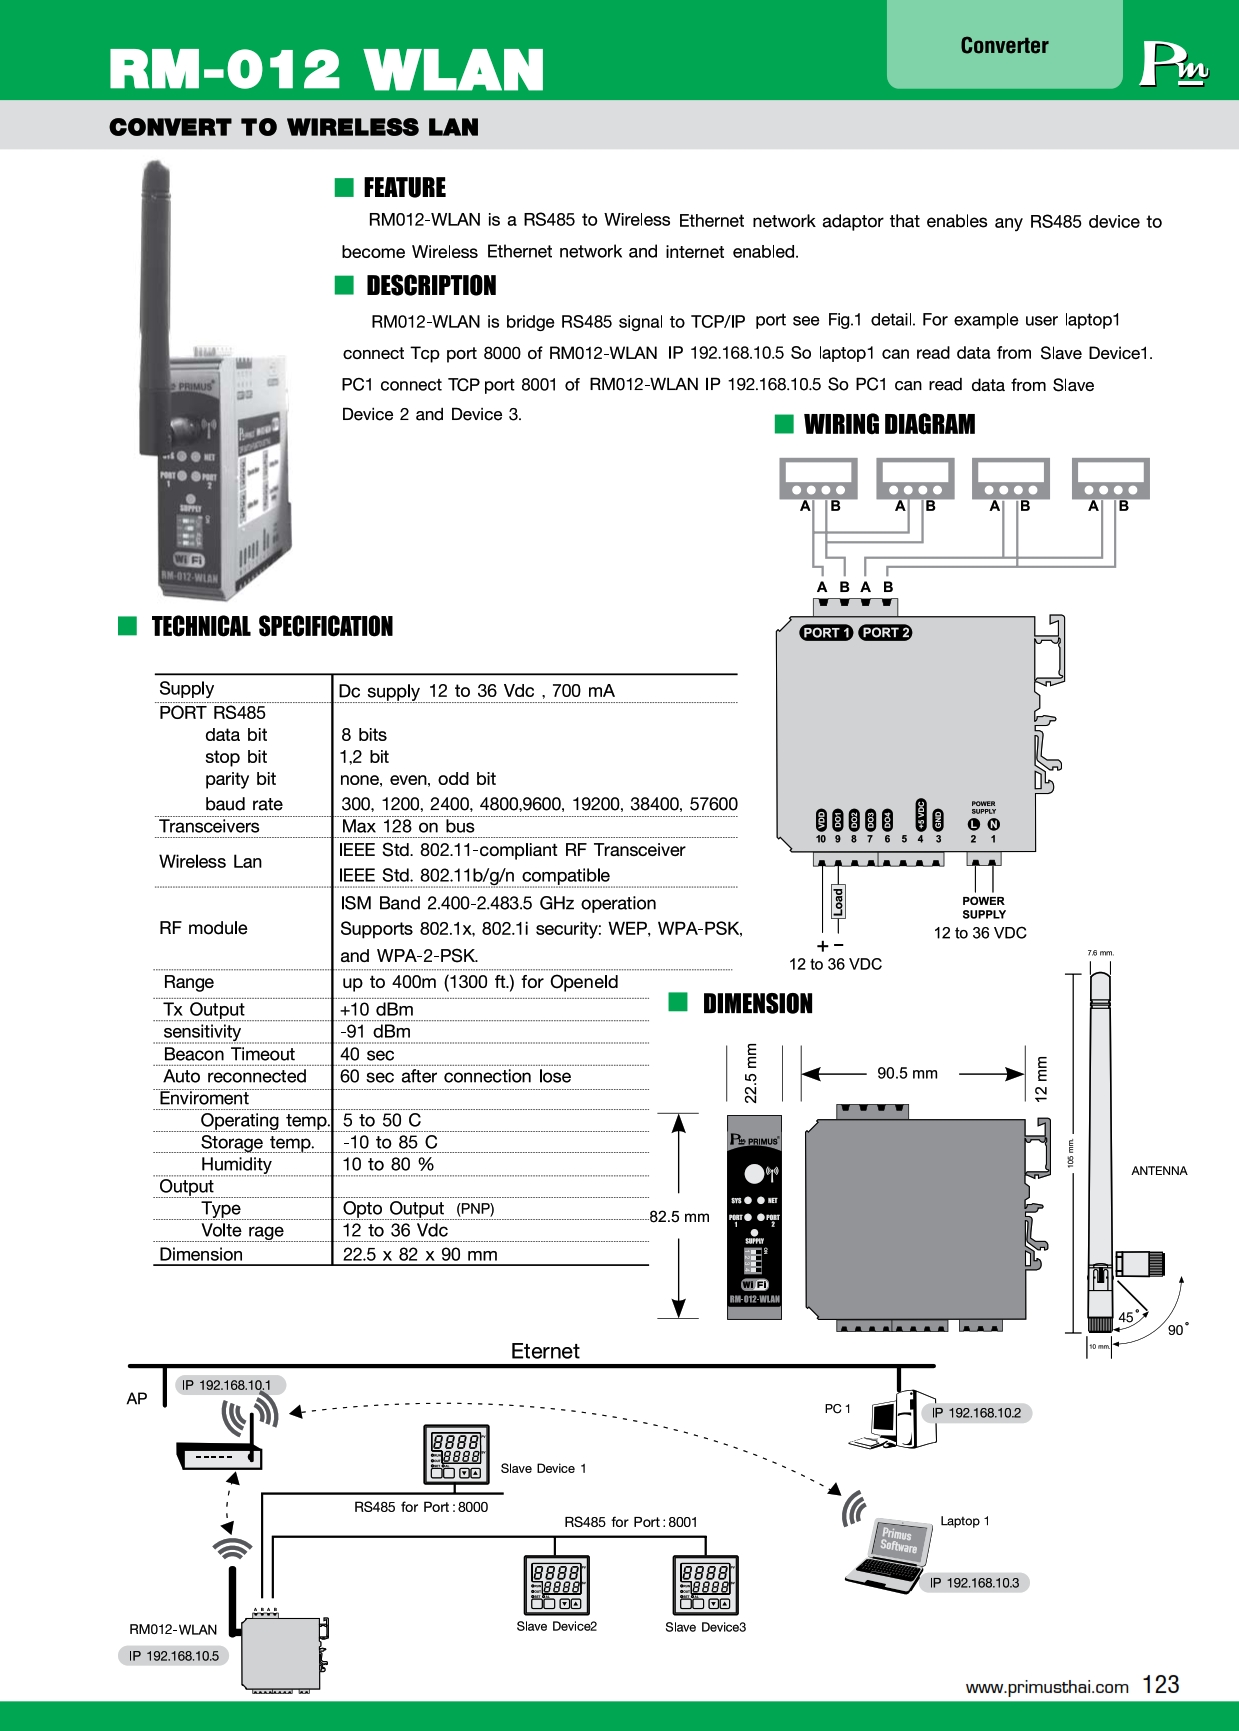 Converter
Pm
RM-012 WLAN
CONVERT TO WIRELESS LAN
FEATURE
RM012-WLAN is a RS485 to Wireless Ethernet network adaptor that enables any RS485 device to
become Wireless Ethernet network and internet enabled.
DESCRIPTION
RM012-WLAN is bridge RS485 signal to TCP/IP port see Fig.1 detail. For example user laptop1
connect Tcp port 8000 of RM012-WLAN IP 192.168.10.5 So laptop1 can read data from Slave Device1.
PC1 connect TCP port 8001 of RM012-WLAN IP 192.168.10.5 So PC1 can read data from Slave
Device 2 and Device 3.
PRIMUS
NET
PORT 1 PORT 2
SUPPLY
Wi Fi
RM-012-WLAN
WIRING DIAGRAM
A B A B A B A B
A B A B
PORT 1 PORT 2
POWER
SUPPLY
VDD DO1 DO2 DO3 DO4 +5 VDC GND L N
10 9 8 7 6 5 4 3 2 1
Load
+ −
12 to 36 VDC
POWER
SUPPLY
12 to 36 VDC
TECHNICAL SPECIFICATION
Supply Dc supply 12 to 36 Vdc , 700 mA
PORT RS485
data bit 8 bits
stop bit 1,2 bit
parity bit none, even, odd bit
baud rate 300, 1200, 2400, 4800,9600, 19200, 38400, 57600
Transceivers Max 128 on bus
Wireless Lan IEEE Std. 802.11-compliant RF Transceiver
IEEE Std. 802.11b/g/n compatible
RF module ISM Band 2.400-2.483.5 GHz operation
Supports 802.1x, 802.1i security: WEP, WPA-PSK,
and WPA-2-PSK.
Range up to 400m (1300 ft.) for Openeld
Tx Output +10 dBm
sensitivity -91 dBm
Beacon Timeout 40 sec
Auto reconnected 60 sec after connection lose
Enviroment
Operating temp. 5 to 50 C
Storage temp. -10 to 85 C
Humidity 10 to 80 %
Output
Type Opto Output (PNP)
Volte rage 12 to 36 Vdc
Dimension 22.5 x 82 x 90 mm
DIMENSION
22.5 mm
90.5 mm
12 mm
82.5 mm
Pm PRIMUS
SYS NET
PORT 1 PORT 2
SUPPLY
Wi Fi
RM-012-WLAN
7.6 mm.
105 mm.
ANTENNA
45°
90°
10 mm.
Eternet
AP
IP 192.168.10.1
PC 1
IP 192.168.10.2
Slave Device 1
RS485 for Port : 8000
RS485 for Port : 8001
Laptop 1
Primus
Software
IP 192.168.10.3
Slave Device2
Slave Device3
A B A B
RM012-WLAN
IP 192.168.10.5
www.primusthai.com 123